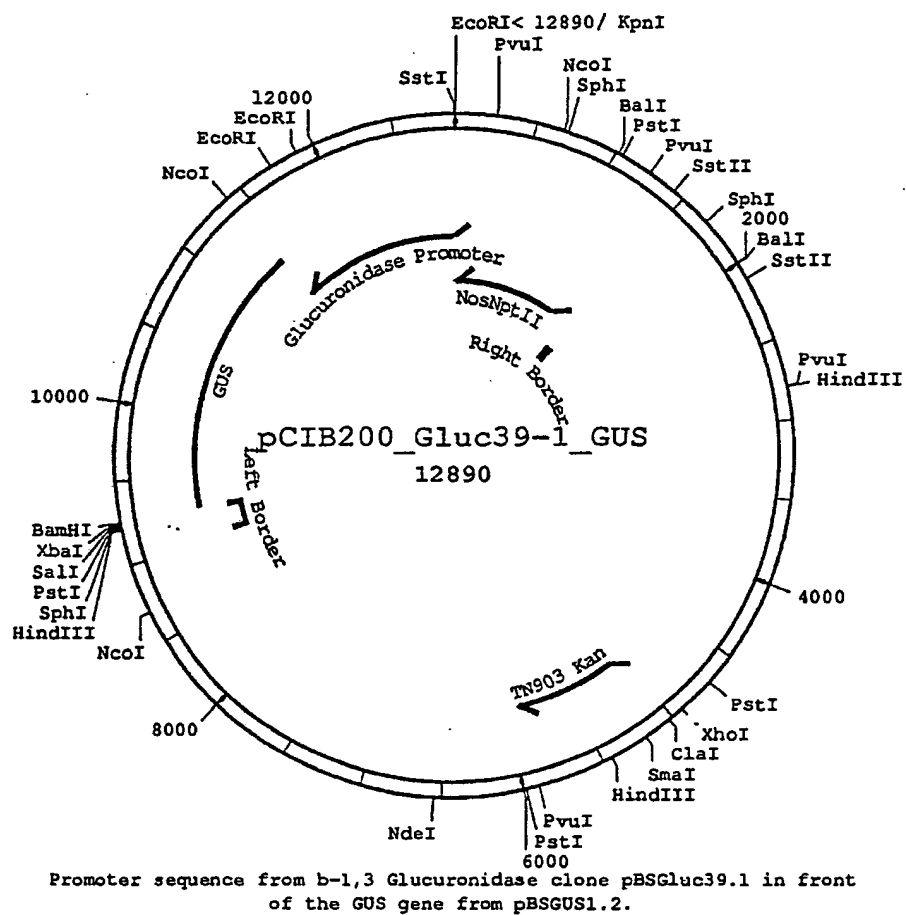 EcoRI< 12890/ KpnI
PvuI
SstI
NcoI
SphI
12000
EcoRI
BalI
PstI
EcoRI
PvuI
NcoI
SstII
SphI
2000
BalI
SstII
Glucuronidase Promoter
NosNptII
Right Border
PvuI
HindIII
GUS
10000
pCIB200_Gluc39-1_GUS
12890
Left Border
BamHI
XbaI
SalI
PstI
SphI
HindIII
NcoI
4000
TN903 Kan
PstI
XhoI
ClaI
SmaI
HindIII
8000
PvuI
NdeI
PstI
6000
Promoter sequence from b-1,3 Glucuronidase clone pBSGluc39.1 in front
of the GUS gene from pBSGUS1.2.